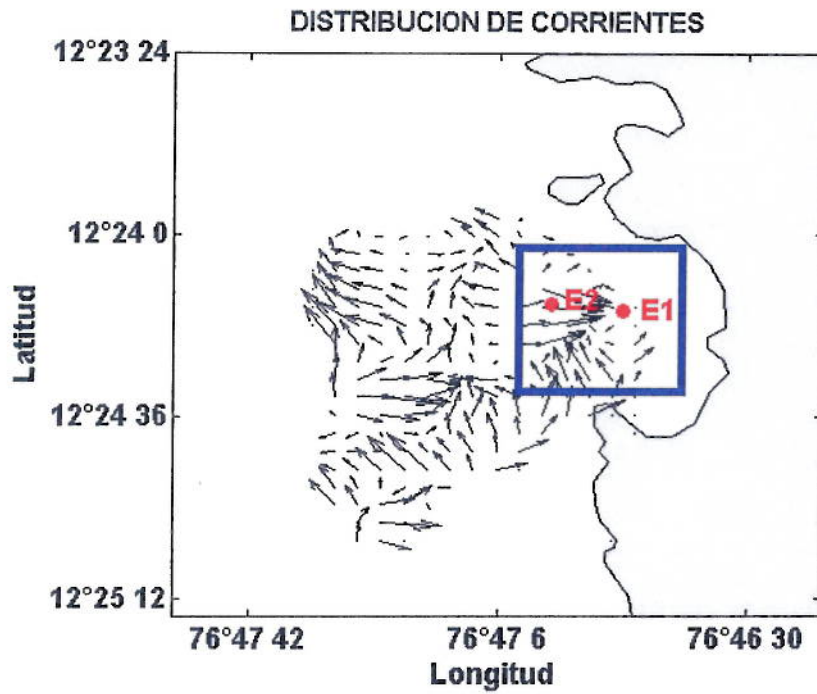 DISTRIBUCION DE CORRIENTES
12°23 24
12°24 0
12°24 36
12°25 12
Latitud
E2
E1
76°47 42
76°47 6
76°46 30
Longitud